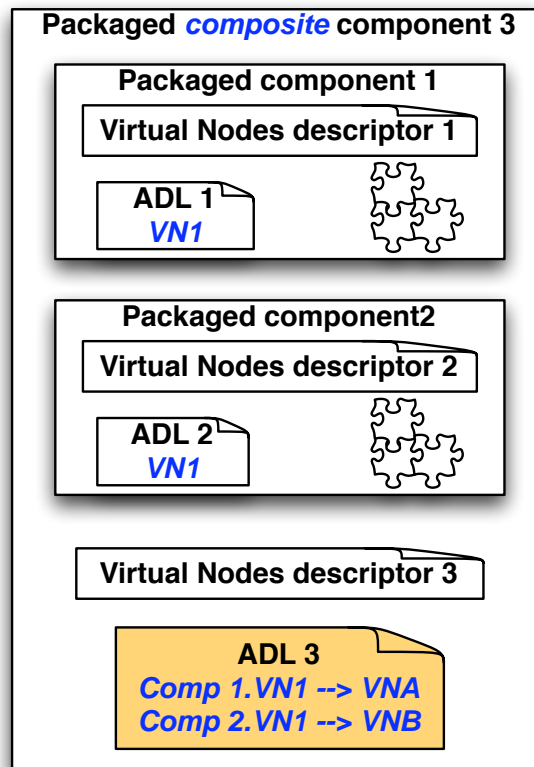 Packaged composite component 3
Packaged component 1
Virtual Nodes descriptor 1
ADL 1
VN1
Packaged component2
Virtual Nodes descriptor 2
ADL 2
VN1
Virtual Nodes descriptor 3
ADL 3
Comp 1.VN1 --> VNA
Comp 2.VN1 --> VNB